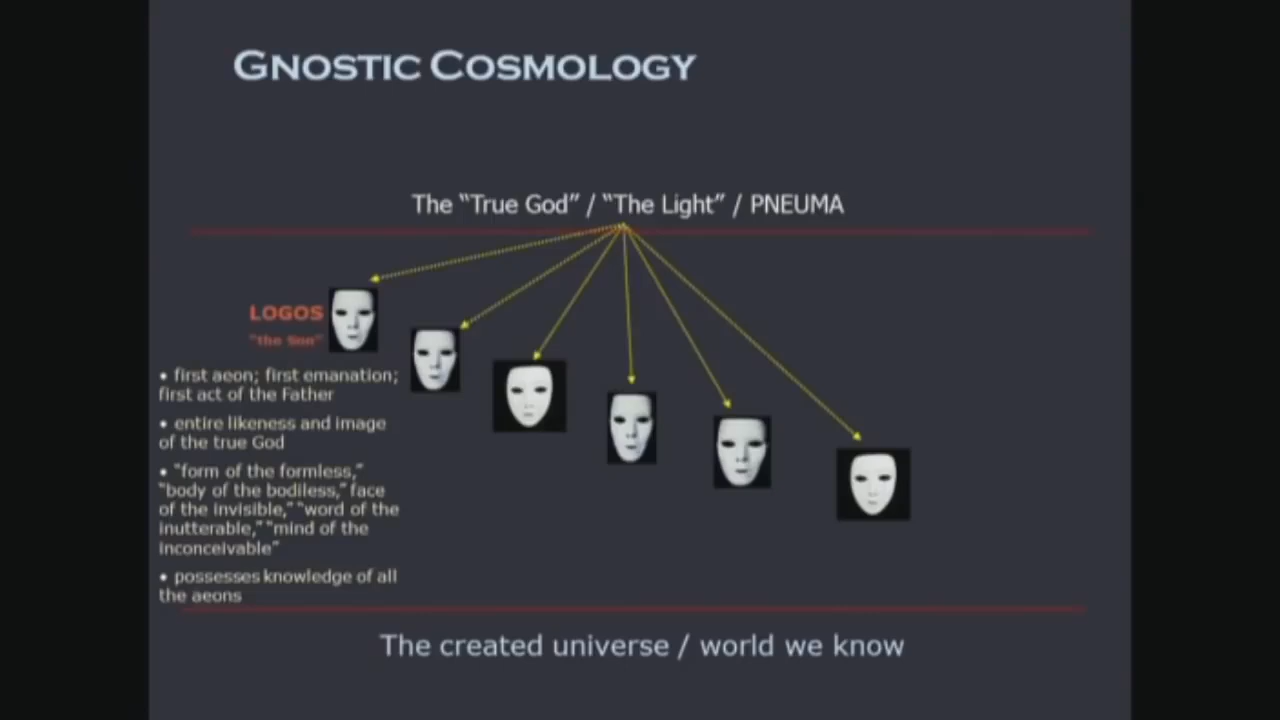 GNOSTIC COSMOLOGY
The “True God” / “The Light” / PNEUMA
LOGOS
"the Son"
• first aeon; first emanation;
first act of the Father
• entire likeness and image
of the true God
• “form of the formless,”
“body of the bodiless,” face
of the invisible,” “word of the
inutterable,” “mind of the
inconceivable”
• possesses knowledge of all
the aeons
The created universe / world we know